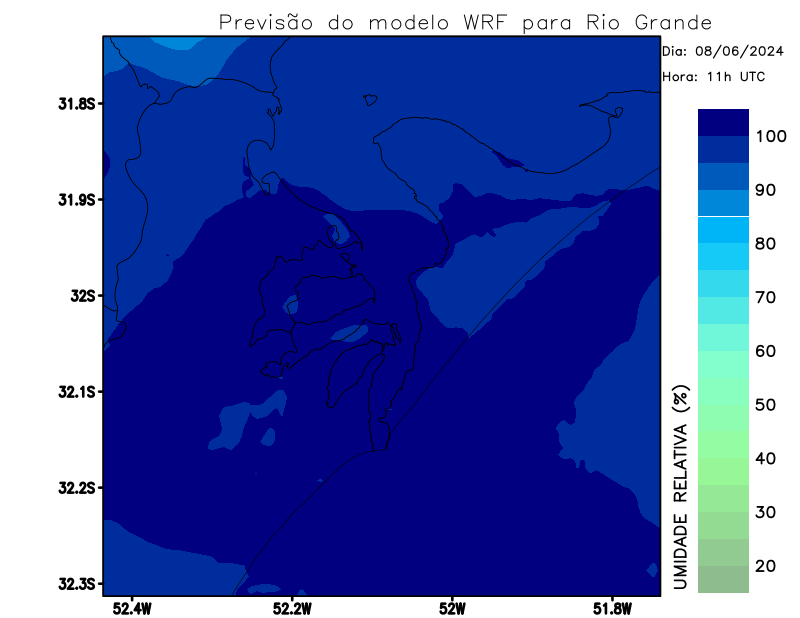 Previsão do modelo WRF para Rio Grande
Dia: 08/06/2024
Hora: 11h UTC
31.8S
31.9S
32S
32.1S
32.2S
32.3S
52.4W
52.2W
52W
51.8W
100
90
80
70
60
50
40
30
20
UMIDADE RELATIVA (%)